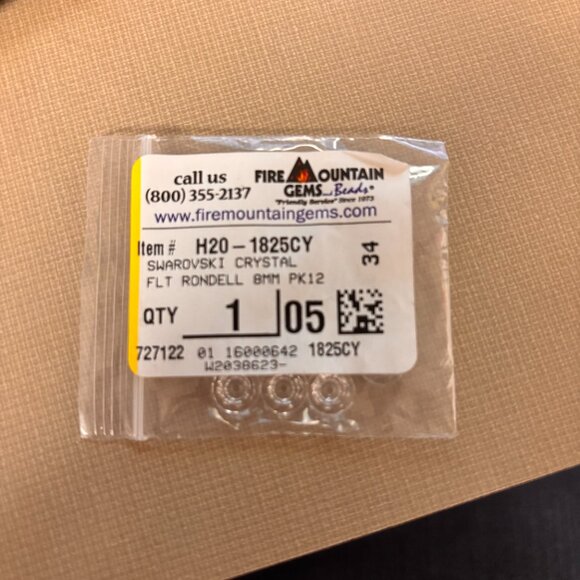 call us
(800) 355-2137
FIRE MOUNTAIN
GEMS and Beads®
"Friendly Service" Since 1973
www.firemountaingems.com
Item # H20-1825CY
34
SWAROVSKI CRYSTAL
FLT RONDELL 8MM PK12
QTY 1 05
727122 01 16000642 1825CY
W2038623-